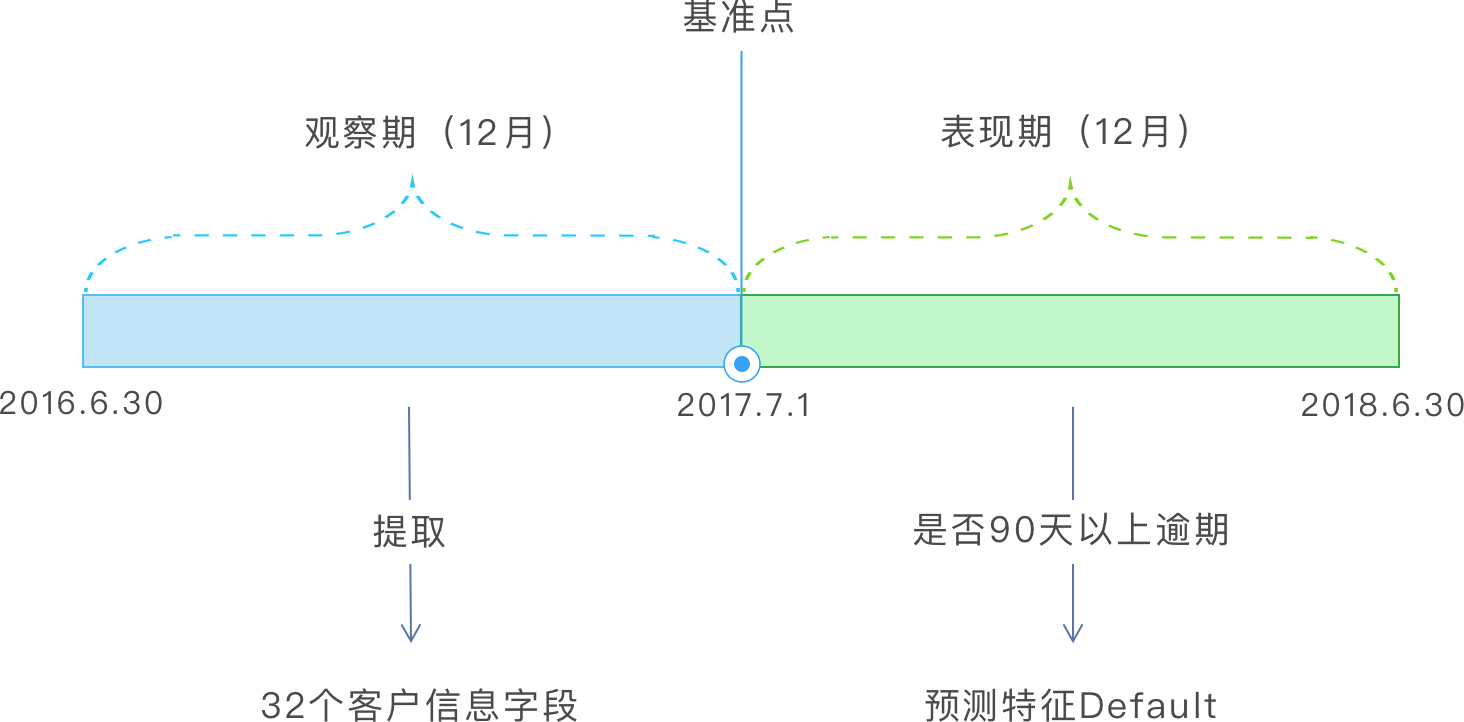 基准点
观察期（12月）
表现期（12月）
2016.6.30
2017.7.1
2018.6.30
提取
是否90天以上逾期
32个客户信息字段
预测特征Default